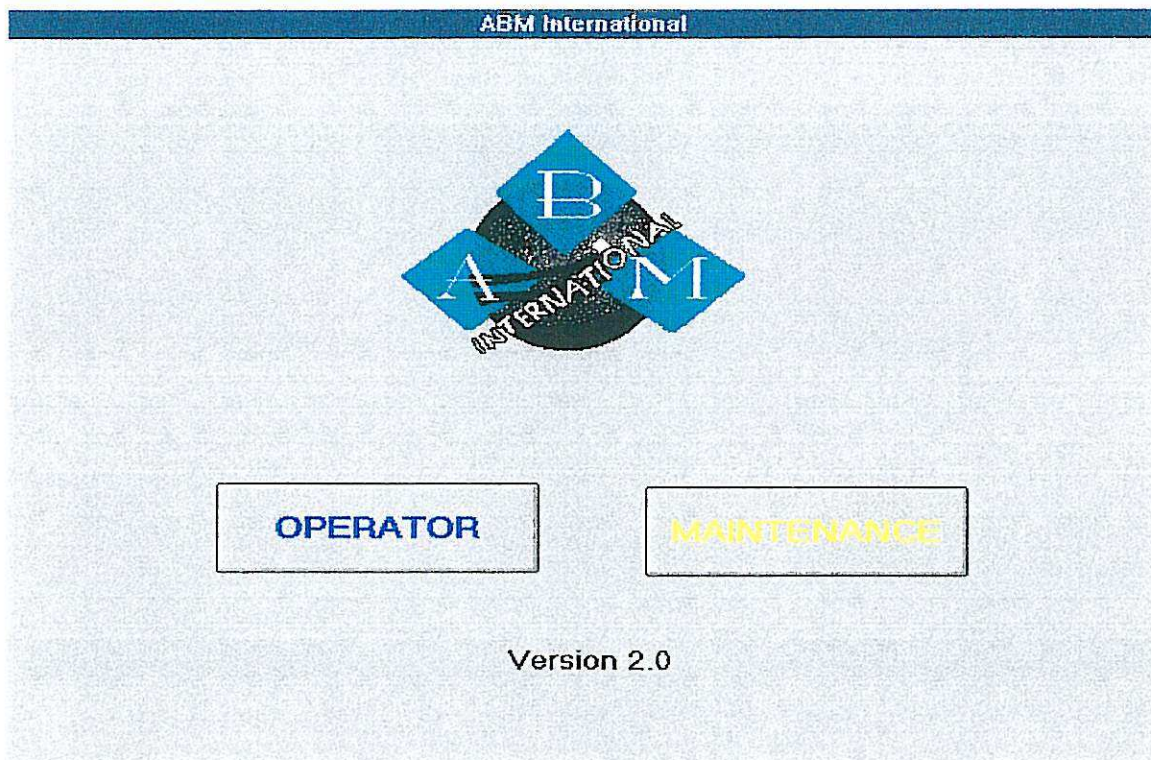 ABM International
B
A M
INTERNATIONAL
OPERATOR MAINTENANCE
Version 2.0